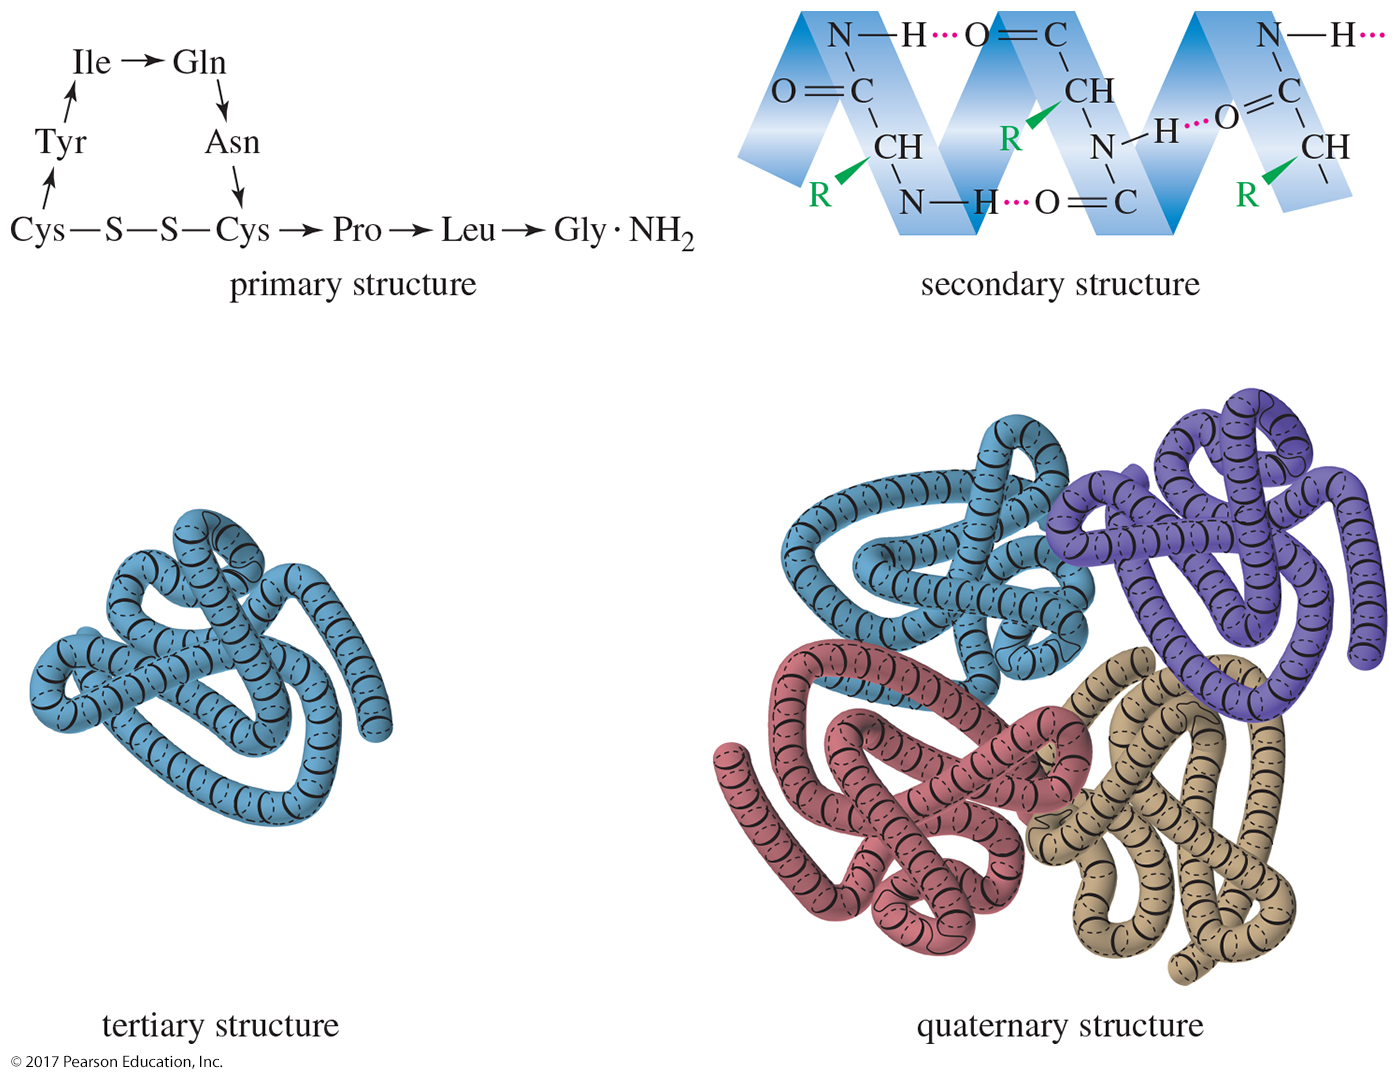 Ile → Gln
Tyr Asn
Cys—S—S—Cys → Pro → Leu → Gly · NH₂
primary structure
N—H···O=C N—H···
O=C CH H···O=C
R CH R N CH
R N—H···O=C R
secondary structure
tertiary structure
quaternary structure
© 2017 Pearson Education, Inc.